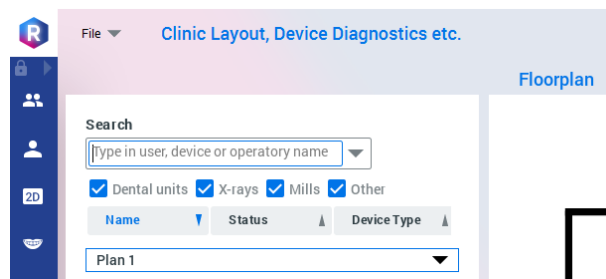 R
File
Clinic Layout, Device Diagnostics etc.
Floorplan
Search
Type in user, device or operatory name
Dental units X-rays Mills Other
Name Status Device Type
2D
Plan 1